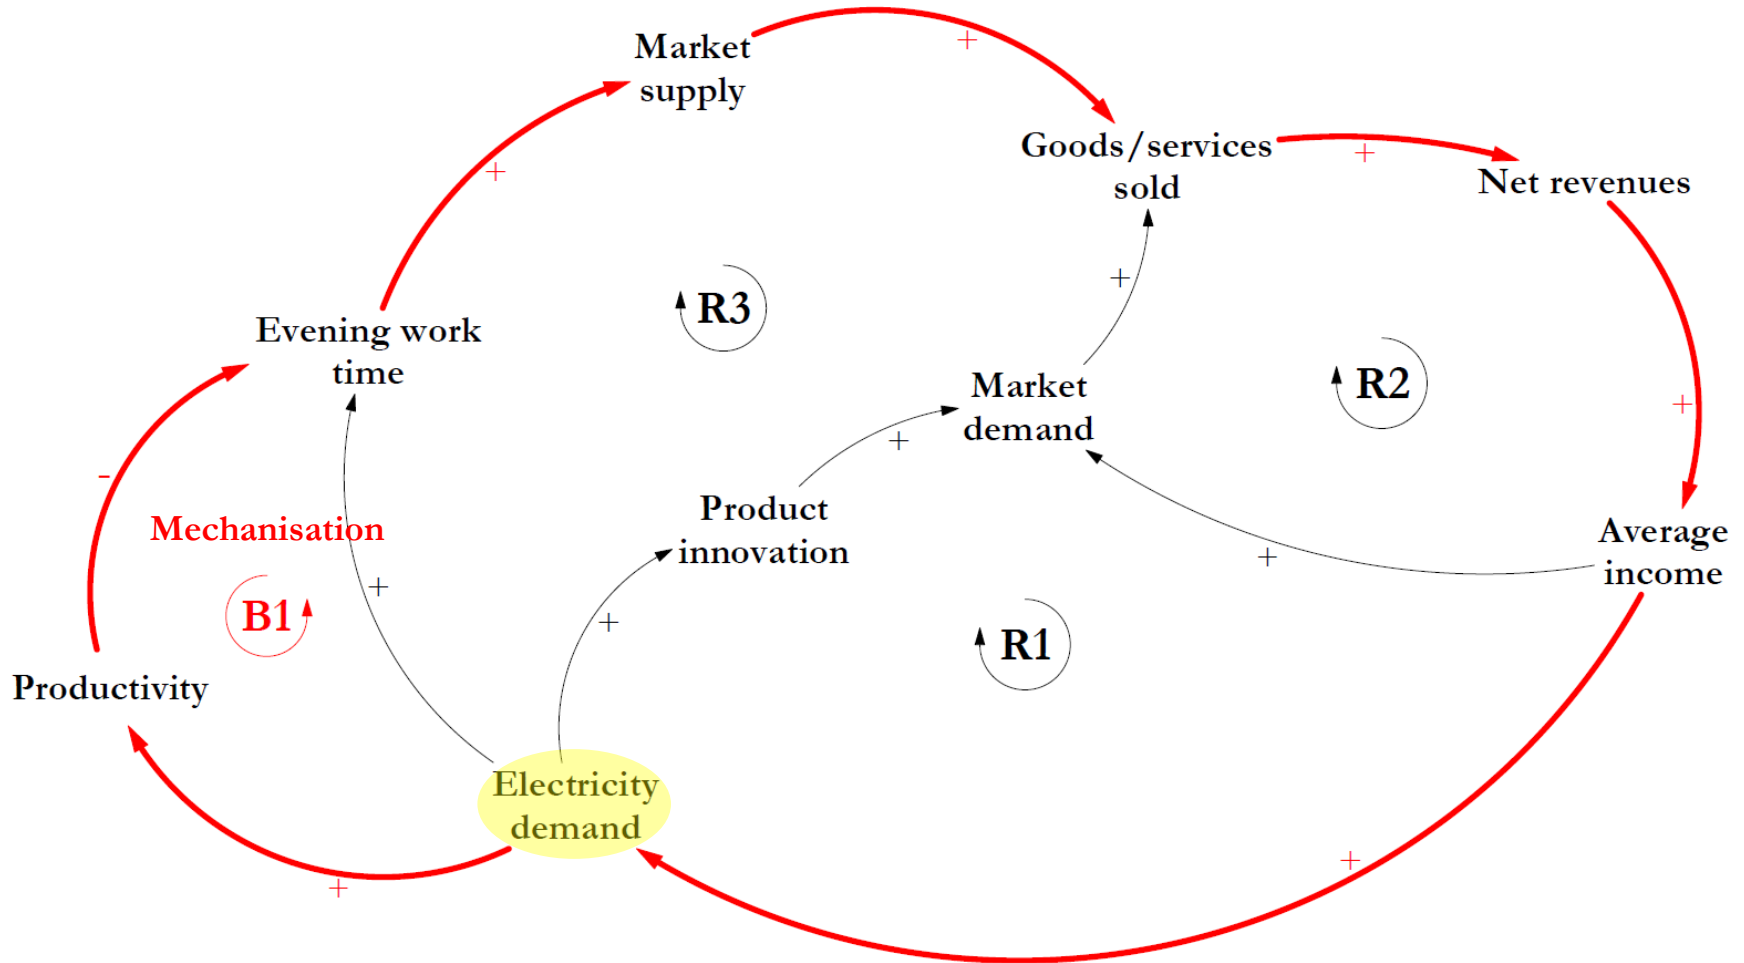 Market
supply
+
+
Goods/services
sold
+
Net revenues
+
R3
+
Evening work
time
Market
demand
R2
+
+
-
Product
innovation
Mechanisation
Average
income
+
+
B1
+
R1
Productivity
Electricity
demand
+
+